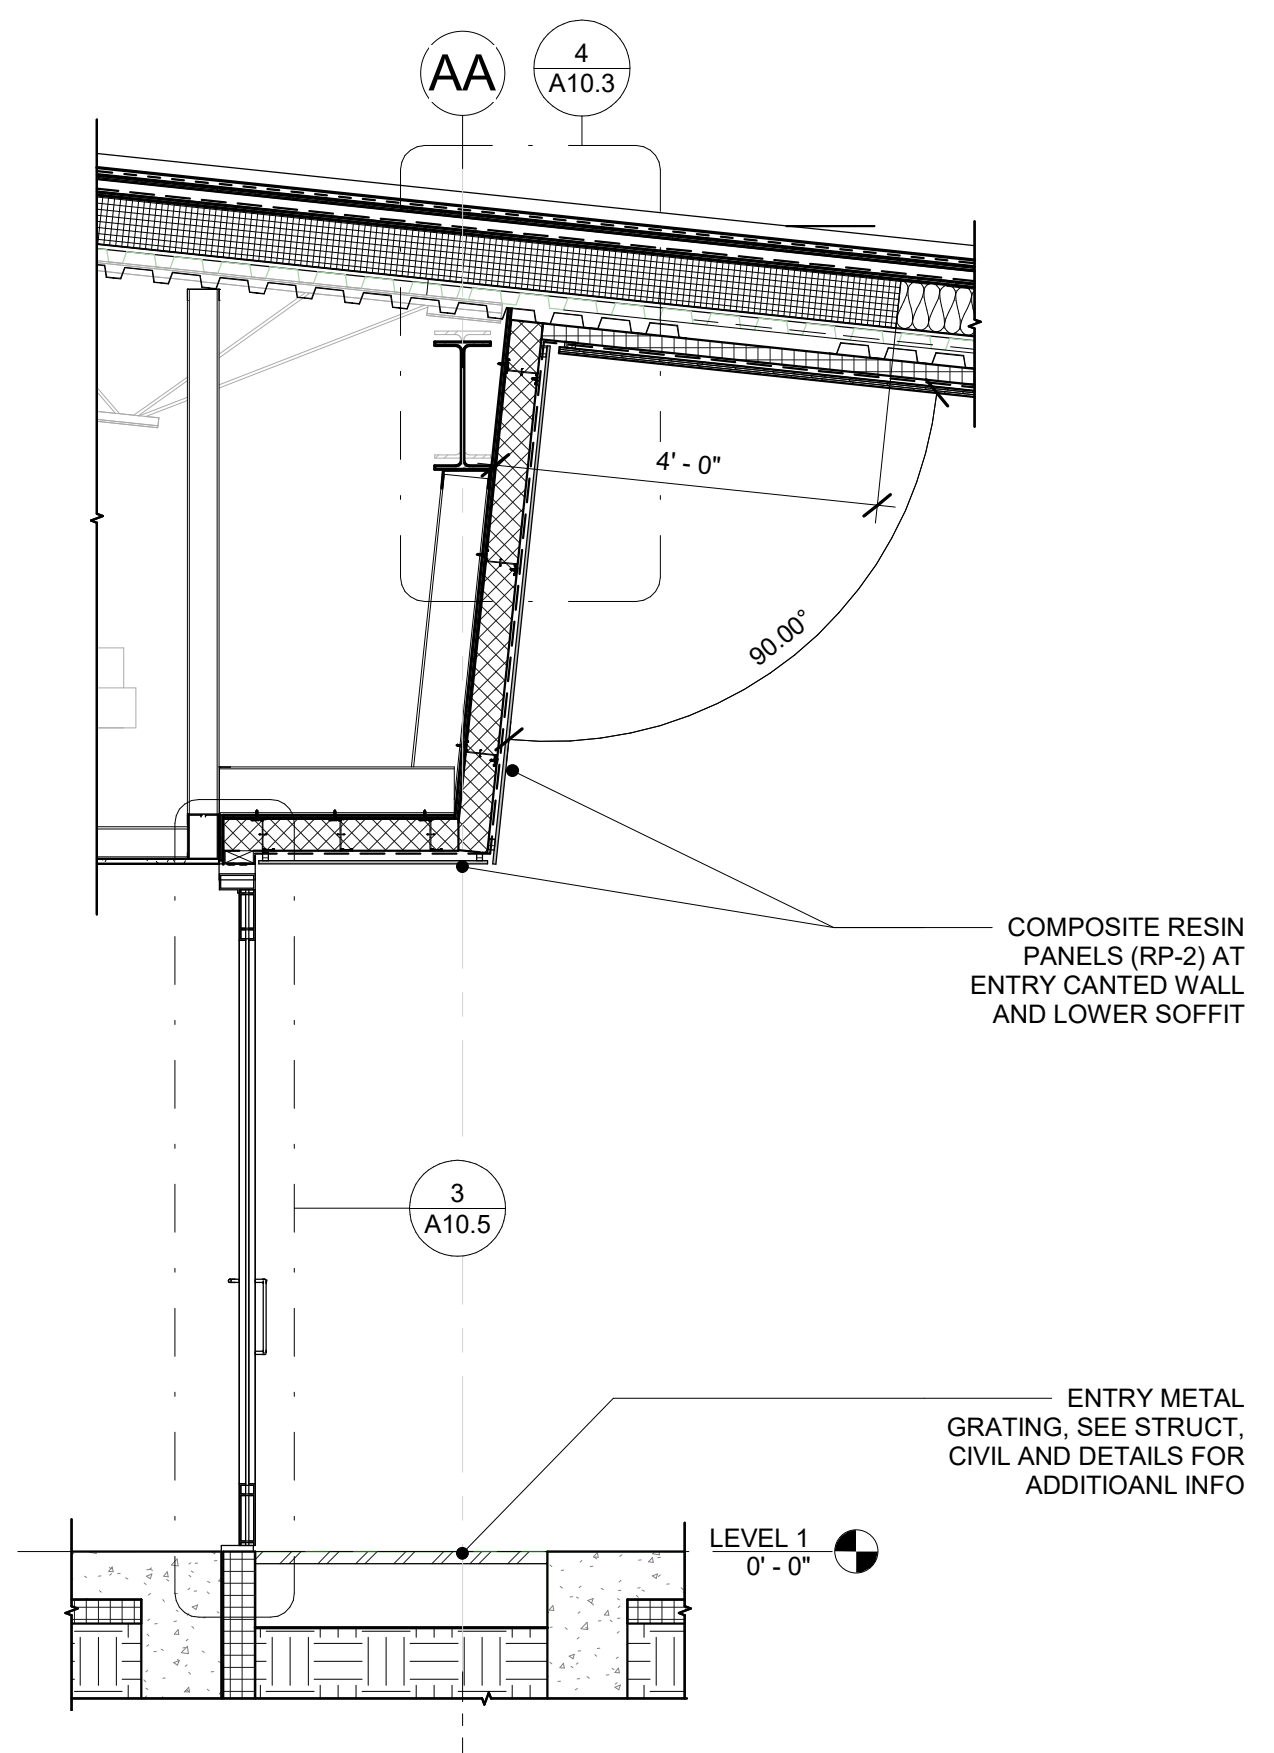 AA
4
A10.3
4' - 0"
90.00°
COMPOSITE RESIN
PANELS (RP-2) AT
ENTRY CANTED WALL
AND LOWER SOFFIT
3
A10.5
ENTRY METAL
GRATING, SEE STRUCT,
CIVIL AND DETAILS FOR
ADDITIOANL INFO
LEVEL 1
0' - 0"